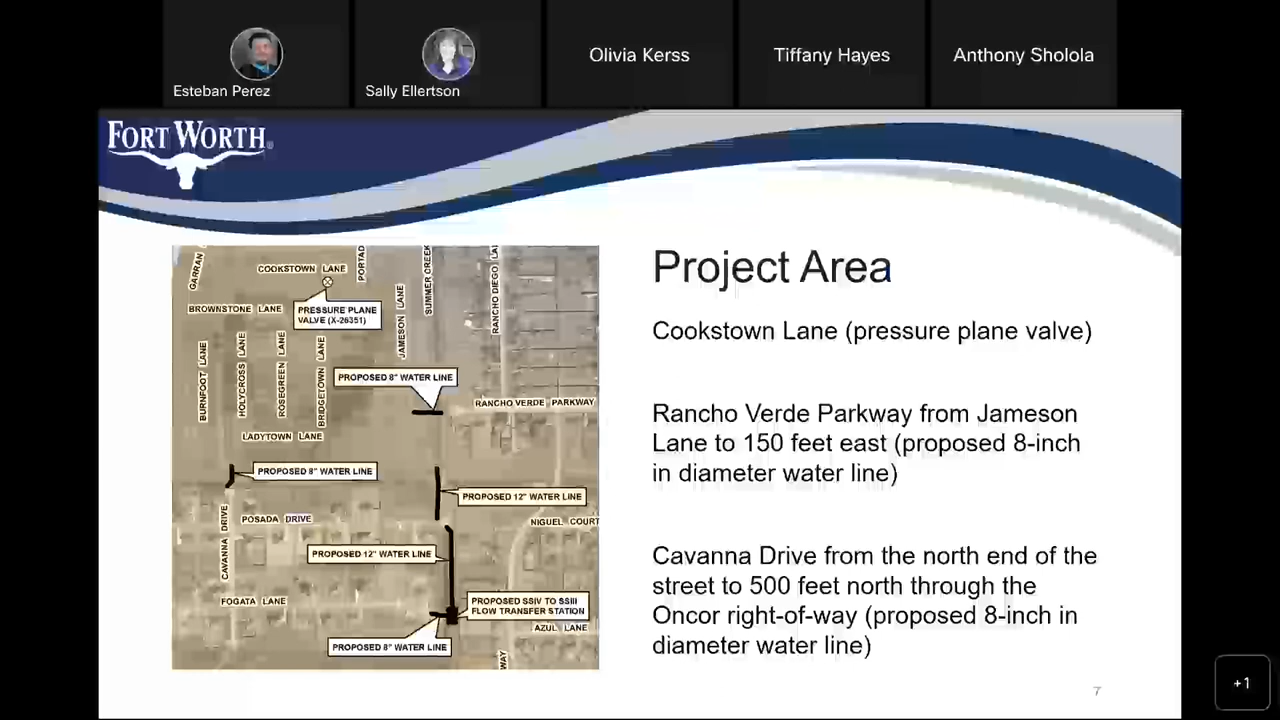 Esteban Perez
Sally Ellertson
Olivia Kerss
Tiffany Hayes
Anthony Sholola
FORT WORTH®
Project Area
Cookstown Lane (pressure plane valve)
Rancho Verde Parkway from Jameson
Lane to 150 feet east (proposed 8-inch
in diameter water line)
Cavanna Drive from the north end of the
street to 500 feet north through the
Oncor right-of-way (proposed 8-inch in
diameter water line)
GARRAN
COOKSTOWN LANE
PORTAD
SUMMER CREEK
RANCHO DIEGO LA
BROWNSTONE LANE
PRESSURE PLANE
VALVE (X-26351)
JAMESON LANE
BURNFOOT LANE
HOLYCROSS LANE
ROSEGREEN LANE
BRIDGETOWN LANE
PROPOSED 8" WATER LINE
RANCHO VERDE PARKWAY
LADYTOWN LANE
PROPOSED 8" WATER LINE
PROPOSED 12" WATER LINE
CAVANNA DRIVE
POSADA DRIVE
NIGUEL COURT
PROPOSED 12" WATER LINE
FOGATA LANE
PROPOSED SSIV TO SSIII
FLOW TRANSFER STATION
AZUL LANE
PROPOSED 8" WATER LINE
WAY
7
+1